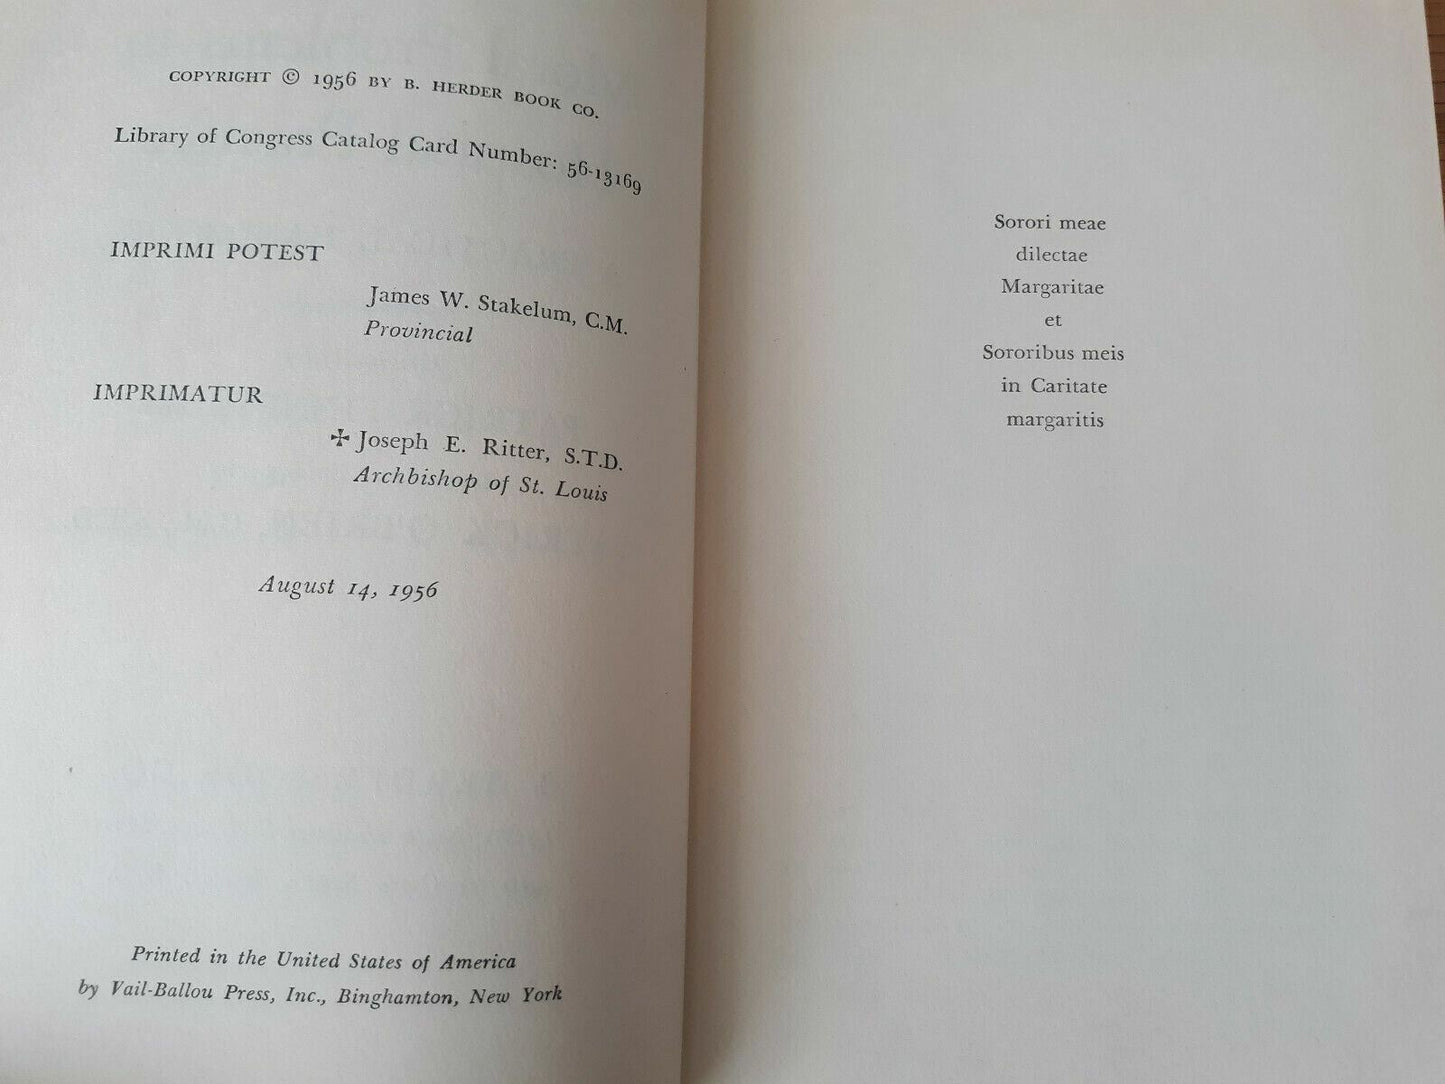 COPYRIGHT © 1956 BY B. HERDER BOOK CO.
Library of Congress Catalog Card Number: 56-13169
IMPRIMI POTEST
James W. Stakelum, C.M.
Provincial
IMPRIMATUR
✠ Joseph E. Ritter, S.T.D.
Archbishop of St. Louis
August 14, 1956
Printed in the United States of America
by Vail-Ballou Press, Inc., Binghamton, New York
Sorori meae
dilectae
Margaritae
et
Sororibus meis
in Caritate
margaritis